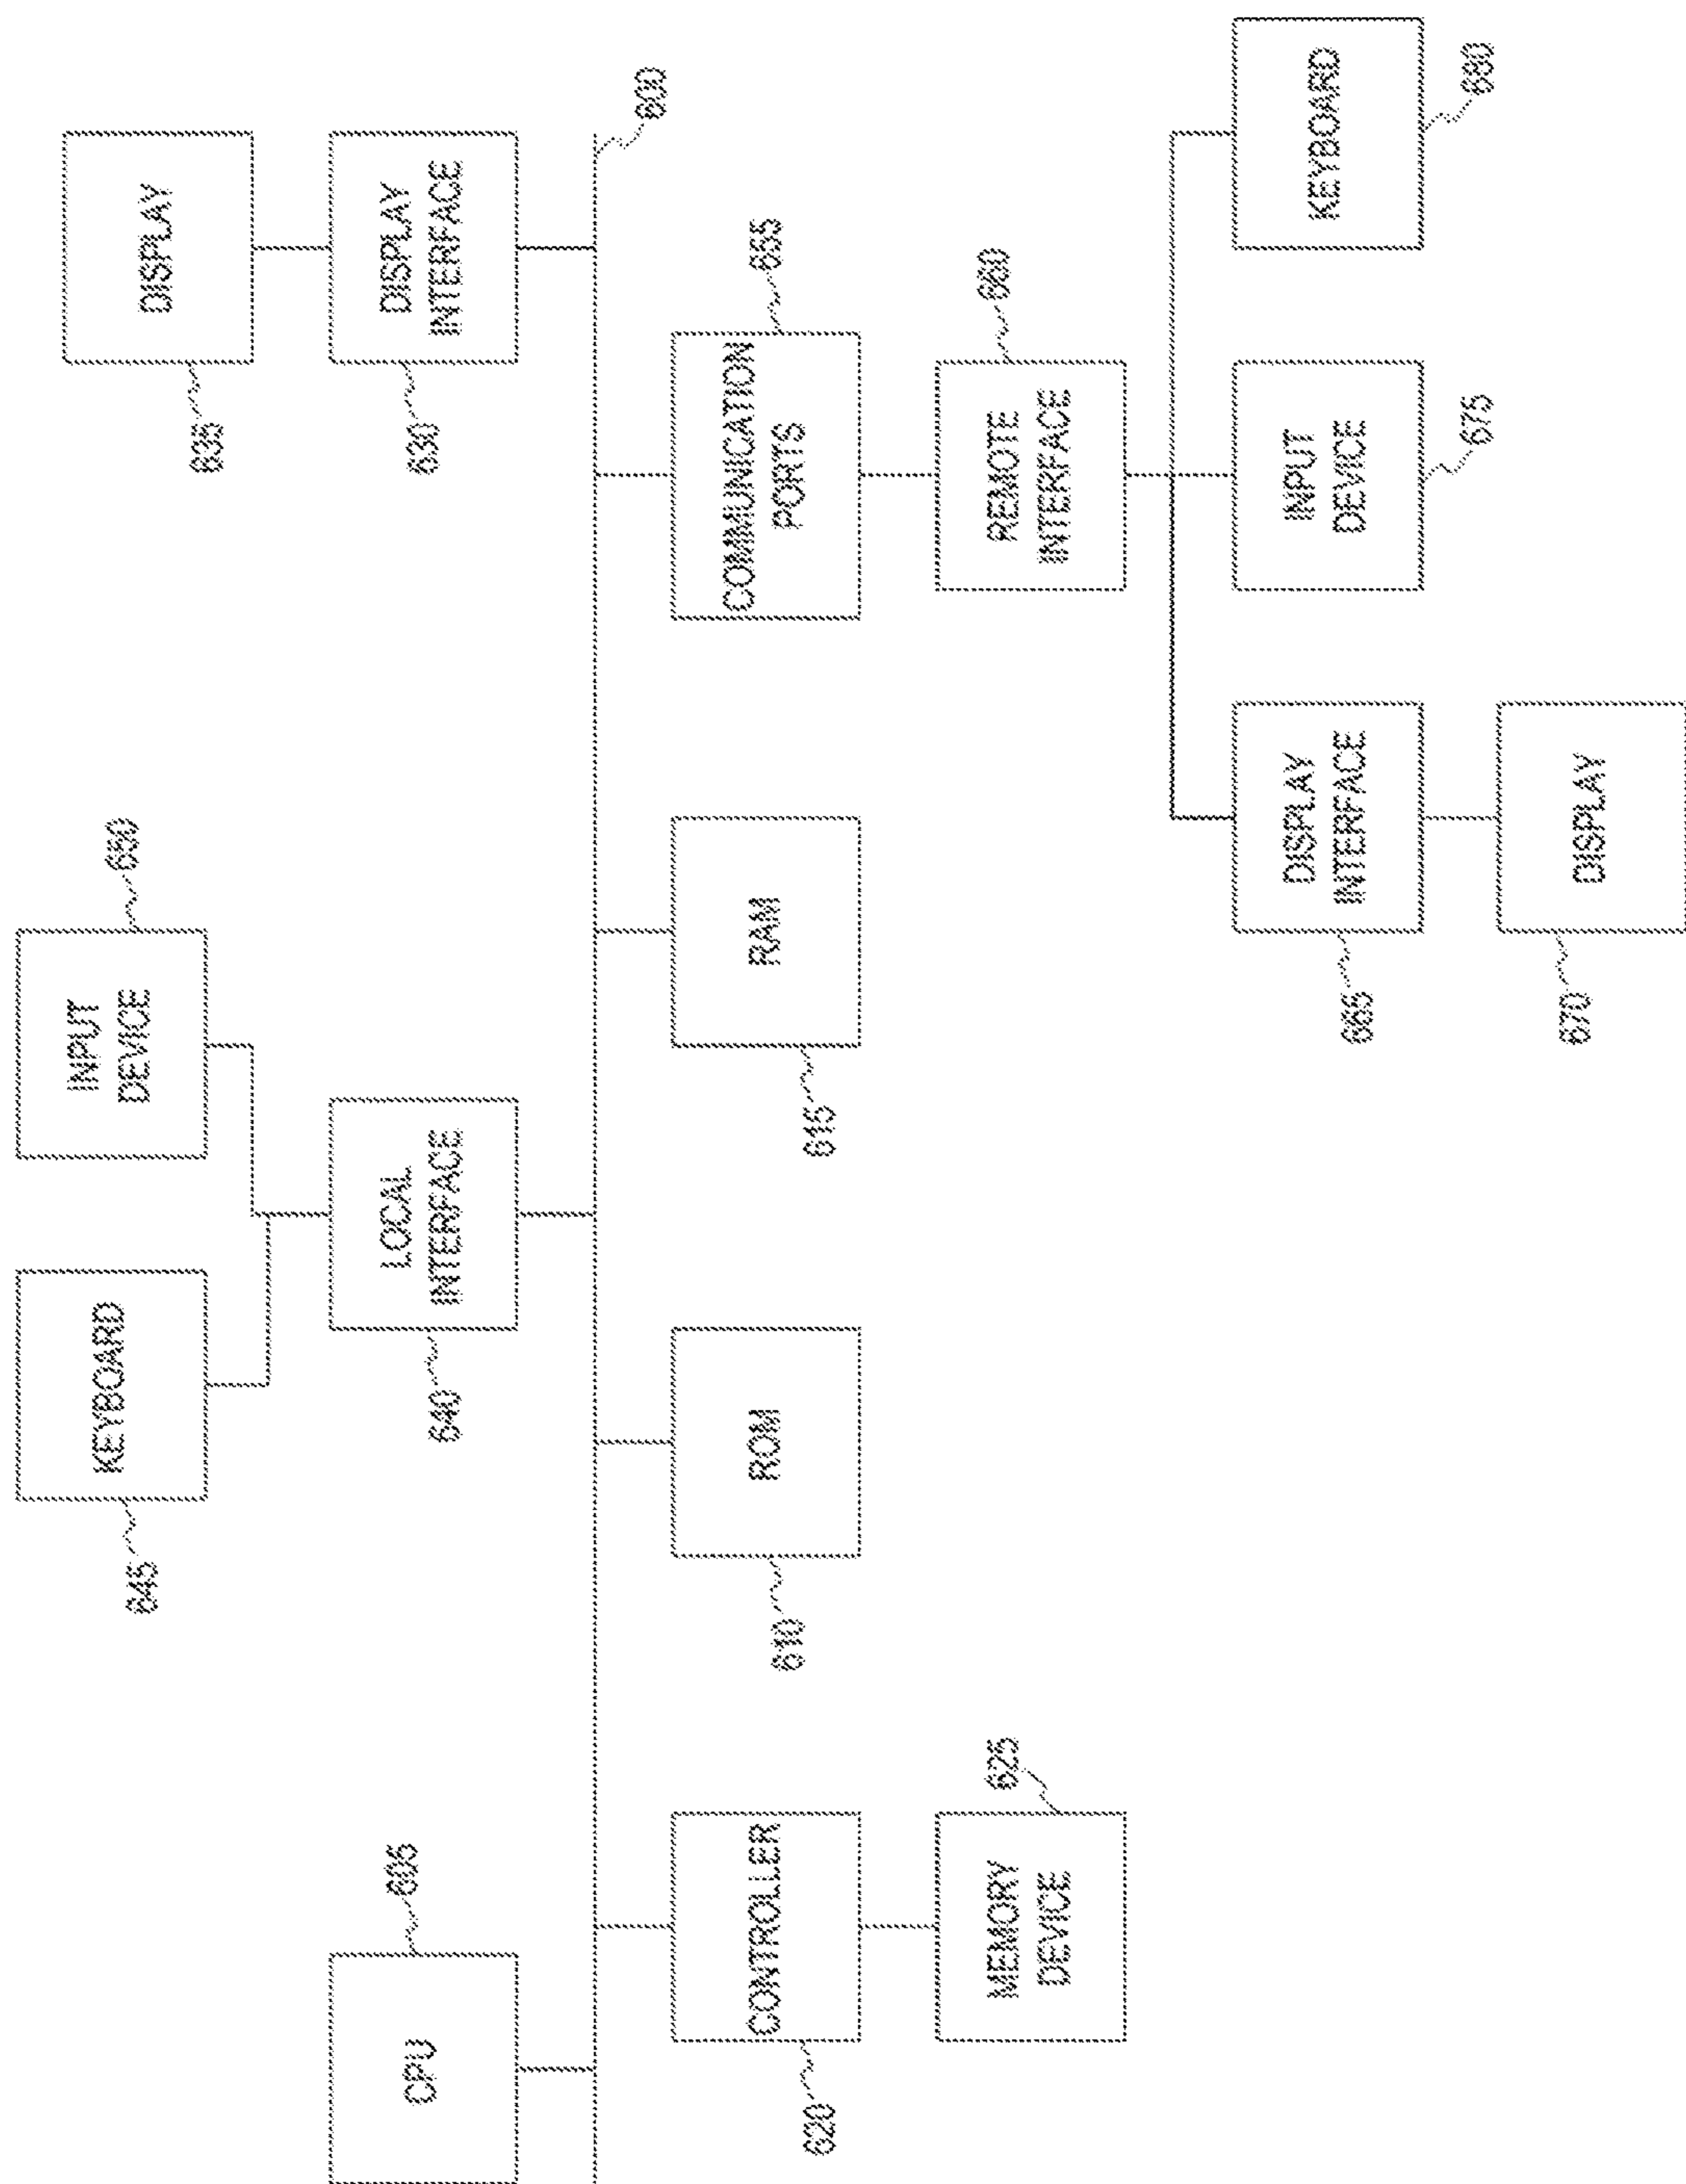 KEYBOARD
INPUT
DEVICE
DISPLAY
645
650
635
CPU
605
LOCAL
INTERFACE
640
DISPLAY
INTERFACE
630
600
CONTROLLER
620
ROM
610
RAM
615
COMMUNICATION
PORTS
655
MEMORY
DEVICE
625
REMOTE
INTERFACE
660
DISPLAY
INTERFACE
665
INPUT
DEVICE
675
KEYBOARD
680
DISPLAY
670